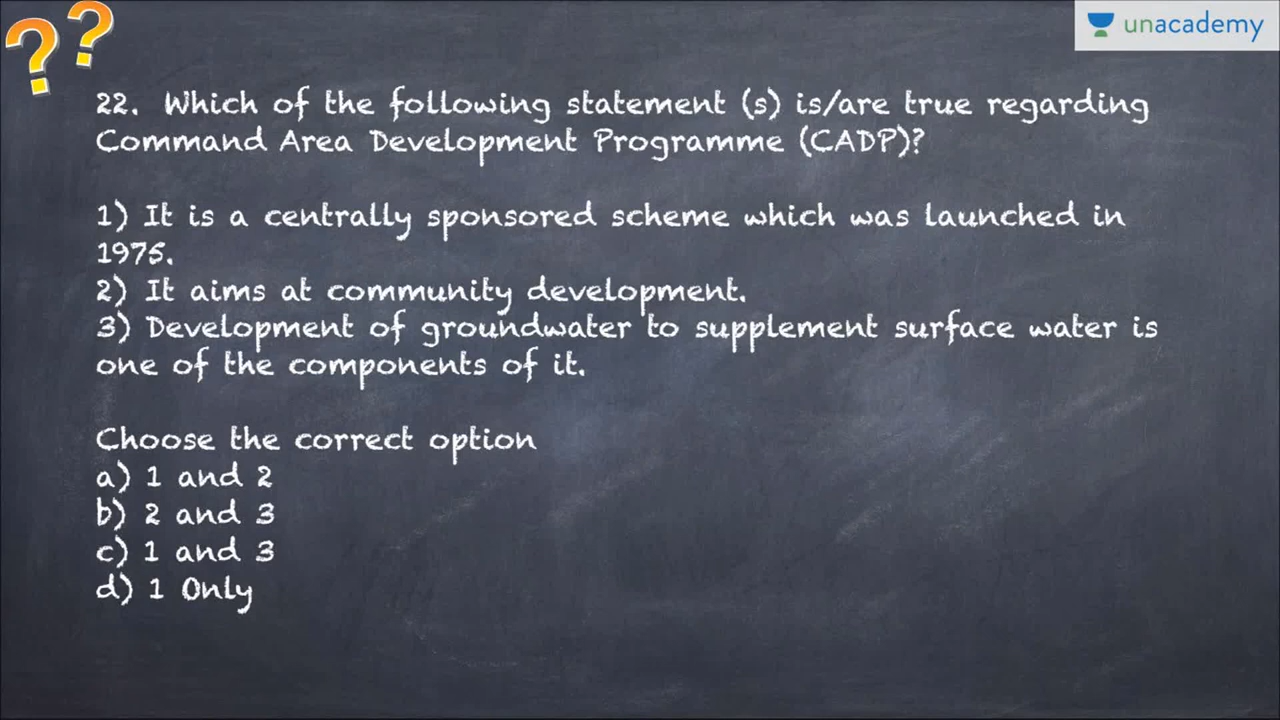 unacademy
22. Which of the following statement (s) is/are true regarding
Command Area Development Programme (CADP)?
1) It is a centrally sponsored scheme which was launched in
1975.
2) It aims at community development.
3) Development of groundwater to supplement surface water is
one of the components of it.
Choose the correct option
a) 1 and 2
b) 2 and 3
c) 1 and 3
d) 1 Only